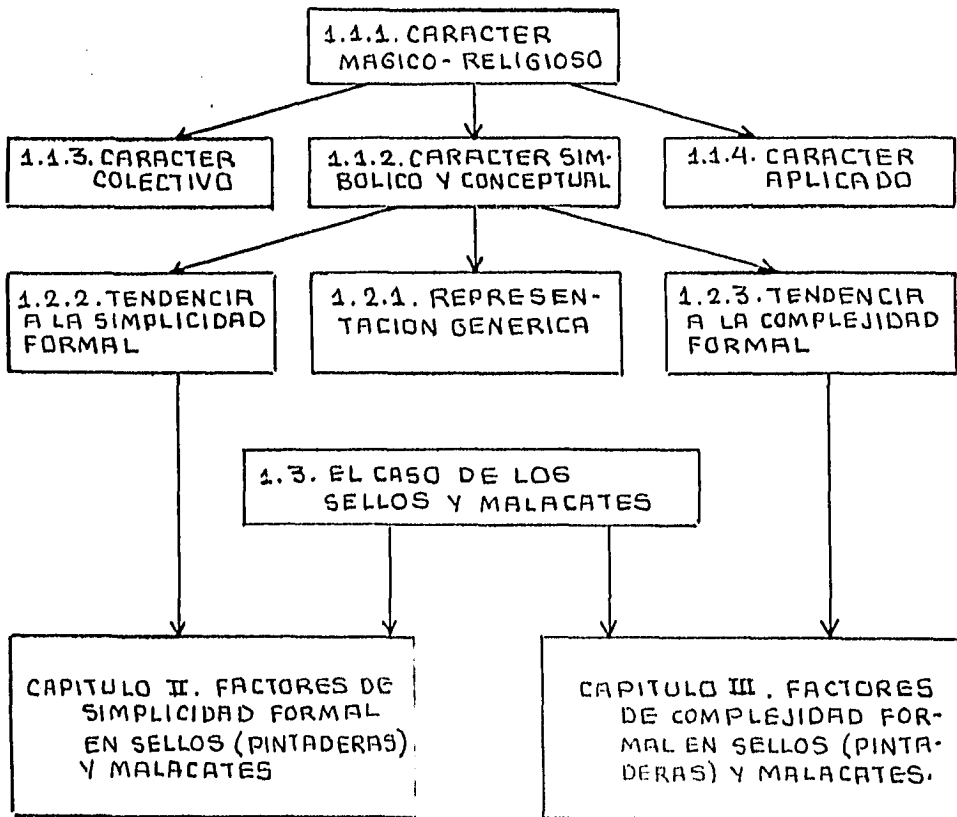 1.1.1. CARACTER
MAGICO-RELIGIOSO
1.1.3. CARACTER
COLECTIVO
1.1.2. CARACTER SIM-
BOLICO Y CONCEPTUAL
1.1.4. CARACTER
APLICADO
1.2.2. TENDENCIA
A LA SIMPLICIDAD
FORMAL
1.2.1. REPRESEN-
TACION GENERICA
1.2.3. TENDENCIA
A LA COMPLEJIDAD
FORMAL
1.3. EL CASO DE LOS
SELLOS Y MALACATES
CAPITULO II. FACTORES DE
SIMPLICIDAD FORMAL
EN SELLOS (PINTADERAS)
Y MALACATES
CAPITULO III. FACTORES
DE COMPLEJIDAD FOR-
MAL EN SELLOS (PINTA-
DERAS) Y MALACATES.